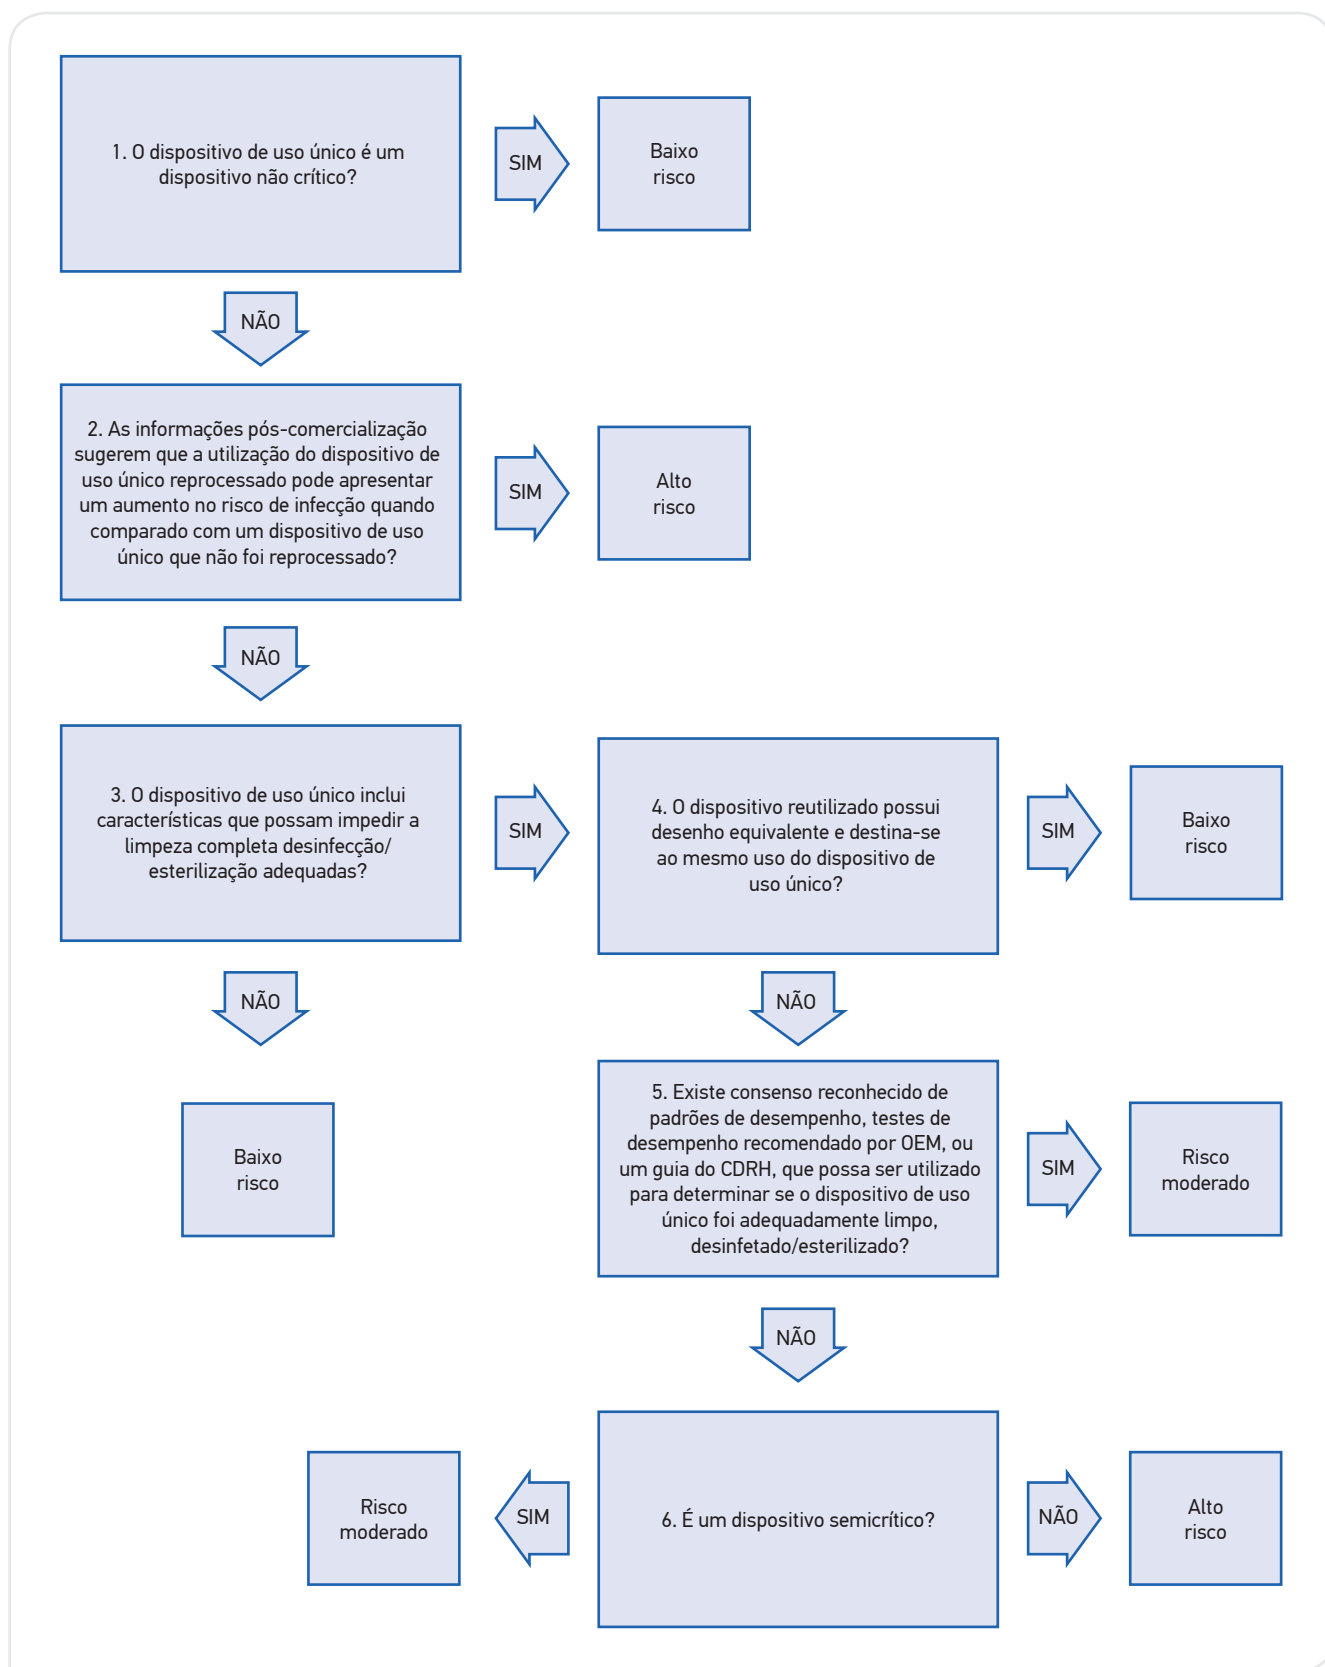 1. O dispositivo de uso único é um
dispositivo não crítico?
SIM
Baixo
risco
NÃO
2. As informações pós-comercialização
sugerem que a utilização do dispositivo de
uso único reprocessado pode apresentar
um aumento no risco de infecção quando
comparado com um dispositivo de uso
único que não foi reprocessado?
SIM
Alto
risco
NÃO
3. O dispositivo de uso único inclui
características que possam impedir a
limpeza completa desinfecção/
esterilização adequadas?
SIM
4. O dispositivo reutilizado possui
desenho equivalente e destina-se
ao mesmo uso do dispositivo de
uso único?
SIM
Baixo
risco
NÃO
Baixo
risco
NÃO
5. Existe consenso reconhecido de
padrões de desempenho, testes de
desempenho recomendado por OEM, ou
um guia do CDRH, que possa ser utilizado
para determinar se o dispositivo de uso
único foi adequadamente limpo,
desinfetado/esterilizado?
SIM
Risco
moderado
NÃO
6. É um dispositivo semicrítico?
SIM
Risco
moderado
NÃO
Alto
risco